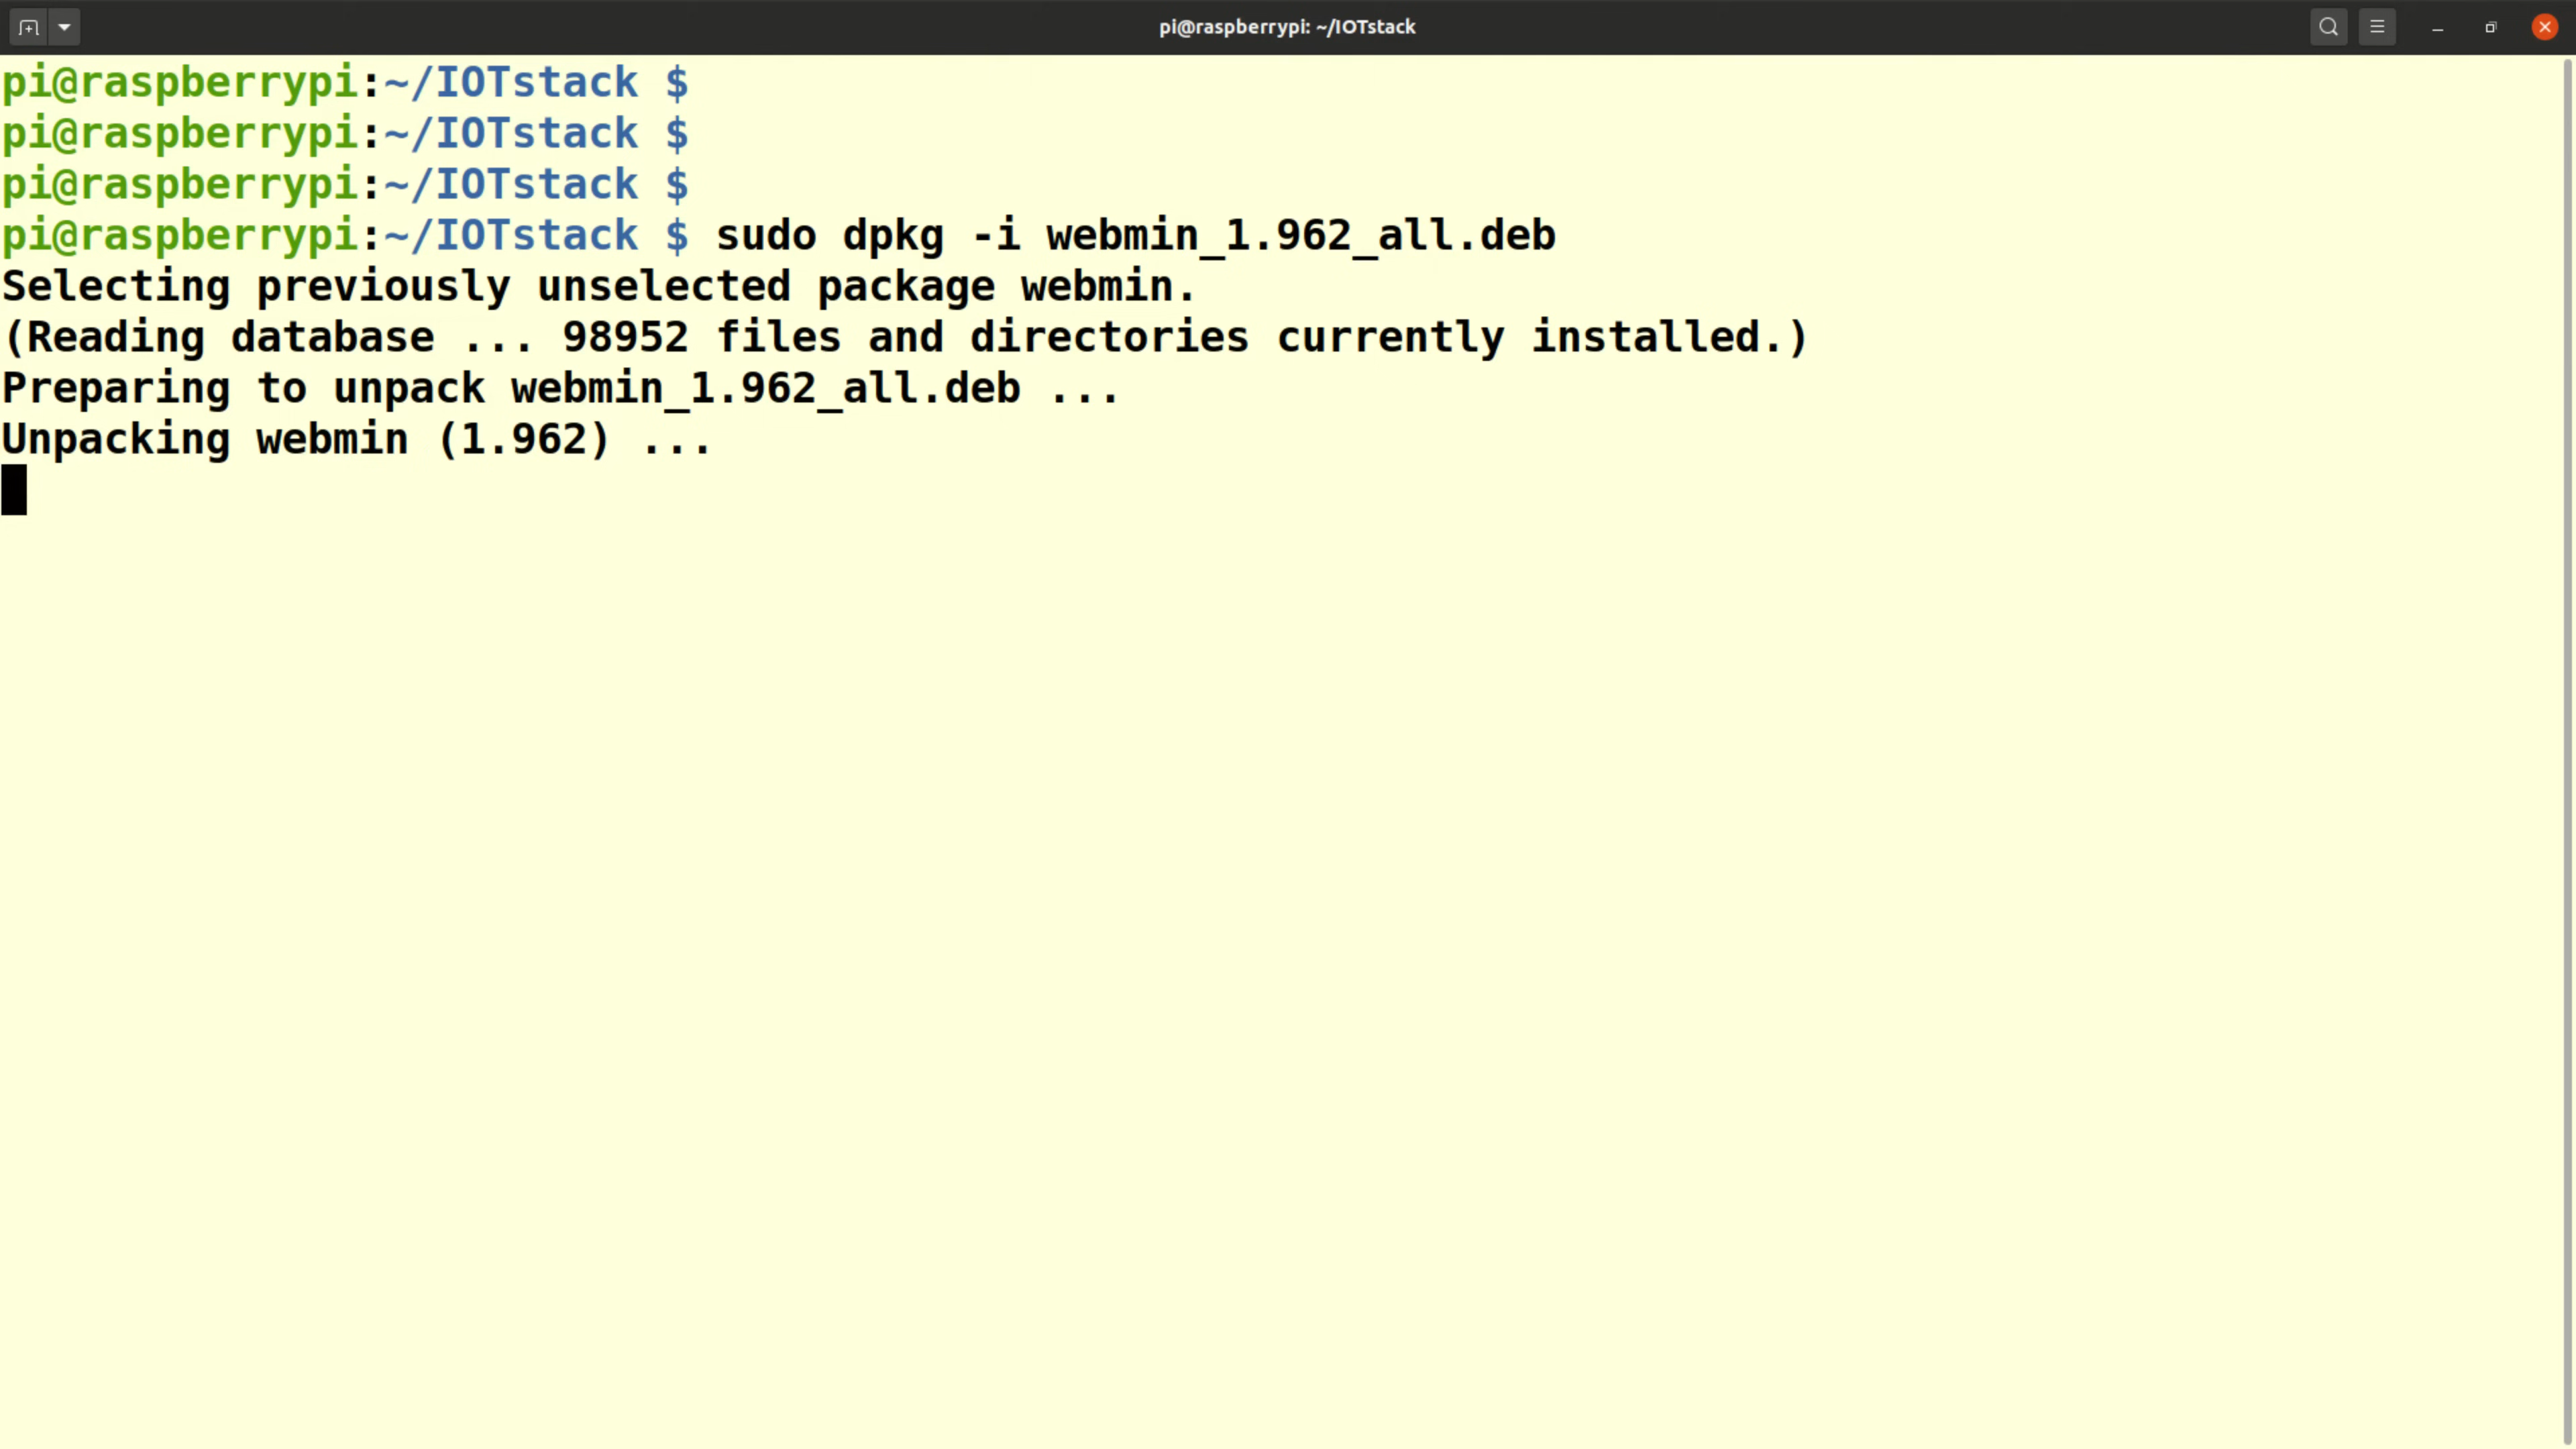 pi@raspberrypi: ~/IOTstack
pi@raspberrypi:~/IOTstack $
pi@raspberrypi:~/IOTstack $
pi@raspberrypi:~/IOTstack $
pi@raspberrypi:~/IOTstack $ sudo dpkg -i webmin_1.962_all.deb
Selecting previously unselected package webmin.
(Reading database ... 98952 files and directories currently installed.)
Preparing to unpack webmin_1.962_all.deb ...
Unpacking webmin (1.962) ...